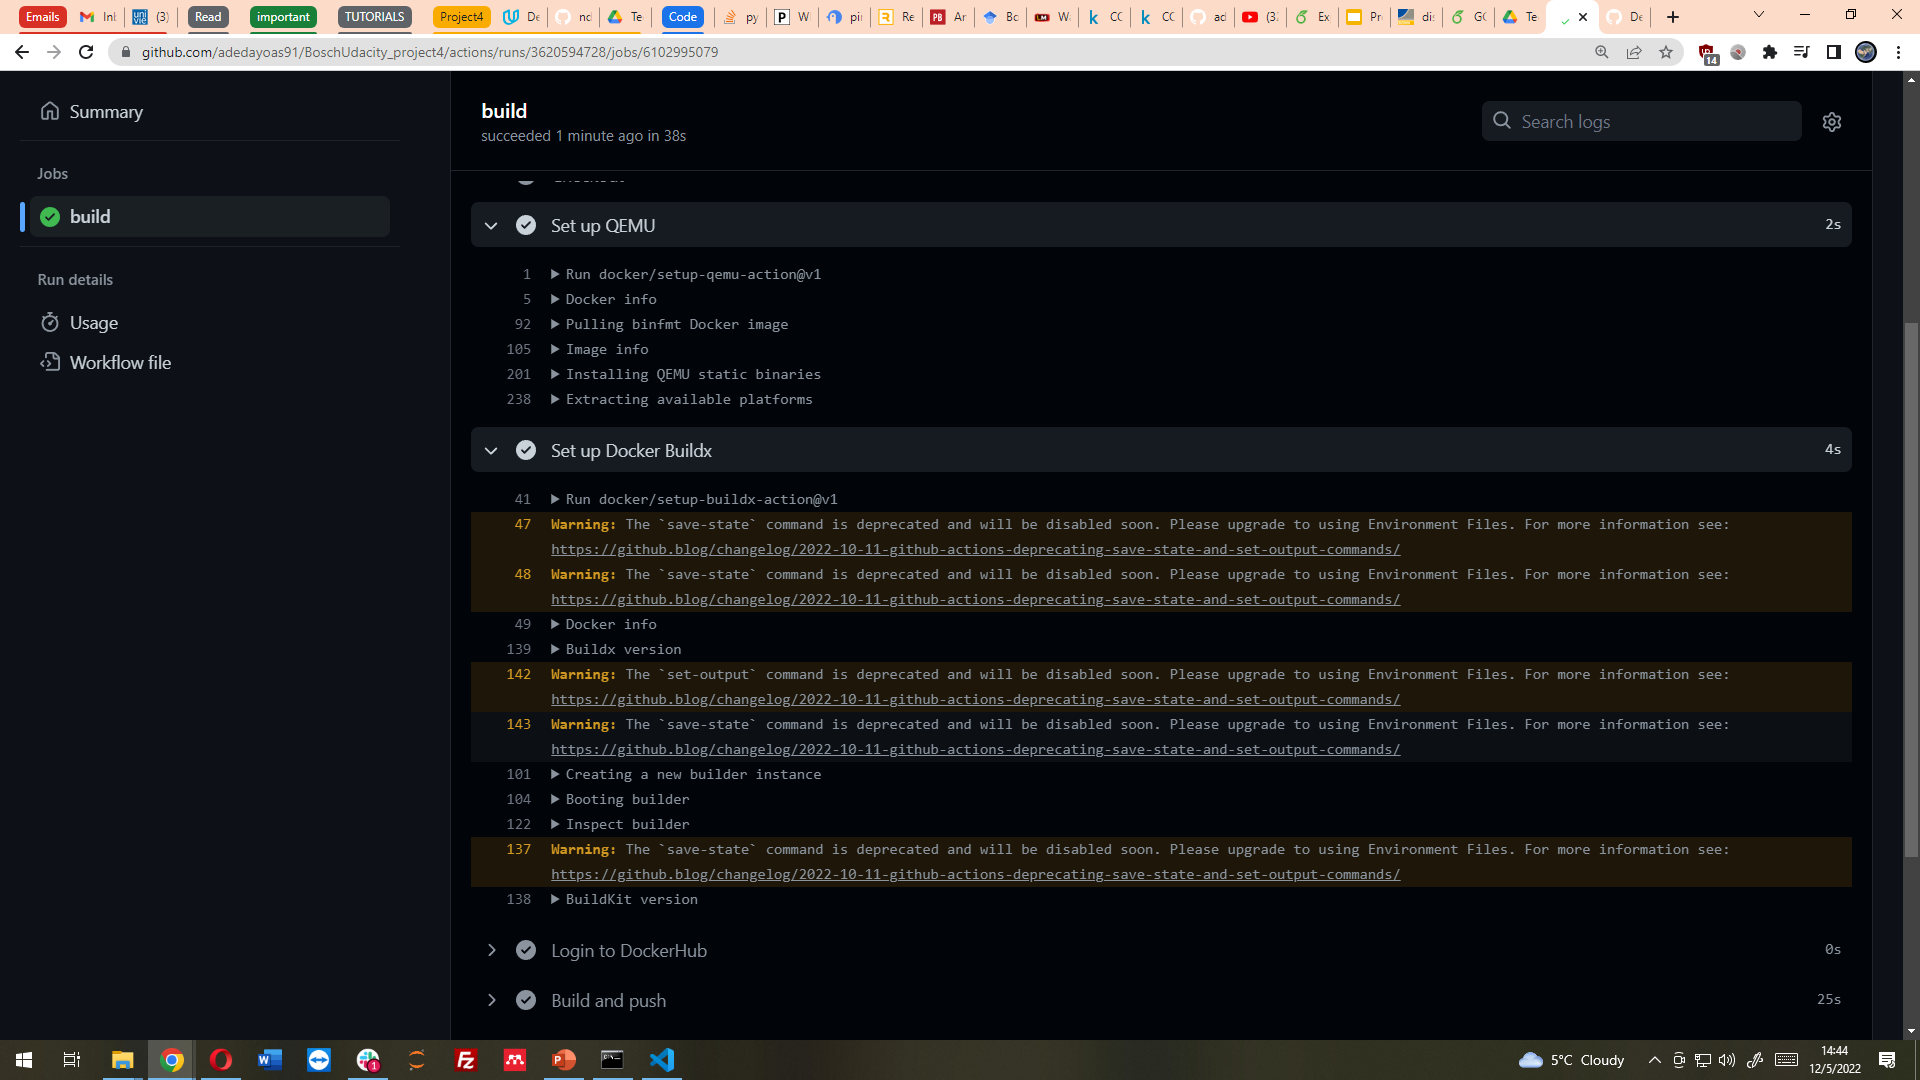 Emails
Inl
uni vie
(3)
Read
important
TUTORIALS
Project4
De
nc
Te
Code
py
W
pii
Re
PB
Ar
Bc
LM
W
k
CC
k
CC
ad
(3:
Ex
Pr
dis
GC
Te
De
github.com/adedayoas91/BoschUdacity_project4/actions/runs/3620594728/jobs/6102995079
14
Summary
Jobs
build
Run details
Usage
Workflow file
build
succeeded 1 minute ago in 38s
Search logs
Set up QEMU
2s
1 Run docker/setup-qemu-action@v1
5 Docker info
92 Pulling binfmt Docker image
105 Image info
201 Installing QEMU static binaries
238 Extracting available platforms
Set up Docker Buildx
4s
41 Run docker/setup-buildx-action@v1
47 Warning: The `save-state` command is deprecated and will be disabled soon. Please upgrade to using Environment Files. For more information see:
https://github.blog/changelog/2022-10-11-github-actions-deprecating-save-state-and-set-output-commands/
48 Warning: The `save-state` command is deprecated and will be disabled soon. Please upgrade to using Environment Files. For more information see:
https://github.blog/changelog/2022-10-11-github-actions-deprecating-save-state-and-set-output-commands/
49 Docker info
139 Buildx version
142 Warning: The `set-output` command is deprecated and will be disabled soon. Please upgrade to using Environment Files. For more information see:
https://github.blog/changelog/2022-10-11-github-actions-deprecating-save-state-and-set-output-commands/
143 Warning: The `save-state` command is deprecated and will be disabled soon. Please upgrade to using Environment Files. For more information see:
https://github.blog/changelog/2022-10-11-github-actions-deprecating-save-state-and-set-output-commands/
101 Creating a new builder instance
104 Booting builder
122 Inspect builder
137 Warning: The `save-state` command is deprecated and will be disabled soon. Please upgrade to using Environment Files. For more information see:
https://github.blog/changelog/2022-10-11-github-actions-deprecating-save-state-and-set-output-commands/
138 BuildKit version
Login to DockerHub
0s
Build and push
25s
5°C Cloudy
14:44
12/5/2022